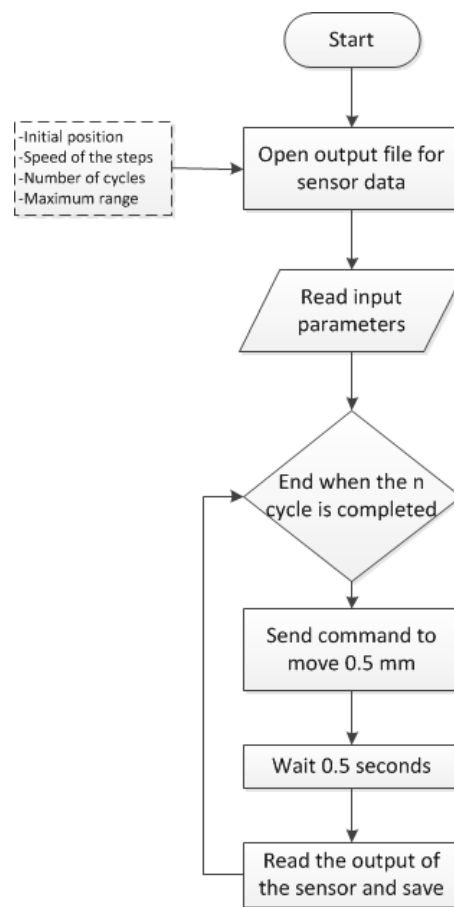 Start
-Initial position
-Speed of the steps
-Number of cycles
-Maximum range
Open output file for
sensor data
Read input
parameters
End when the n
cycle is completed
Send command to
move 0.5 mm
Wait 0.5 seconds
Read the output of
the sensor and save